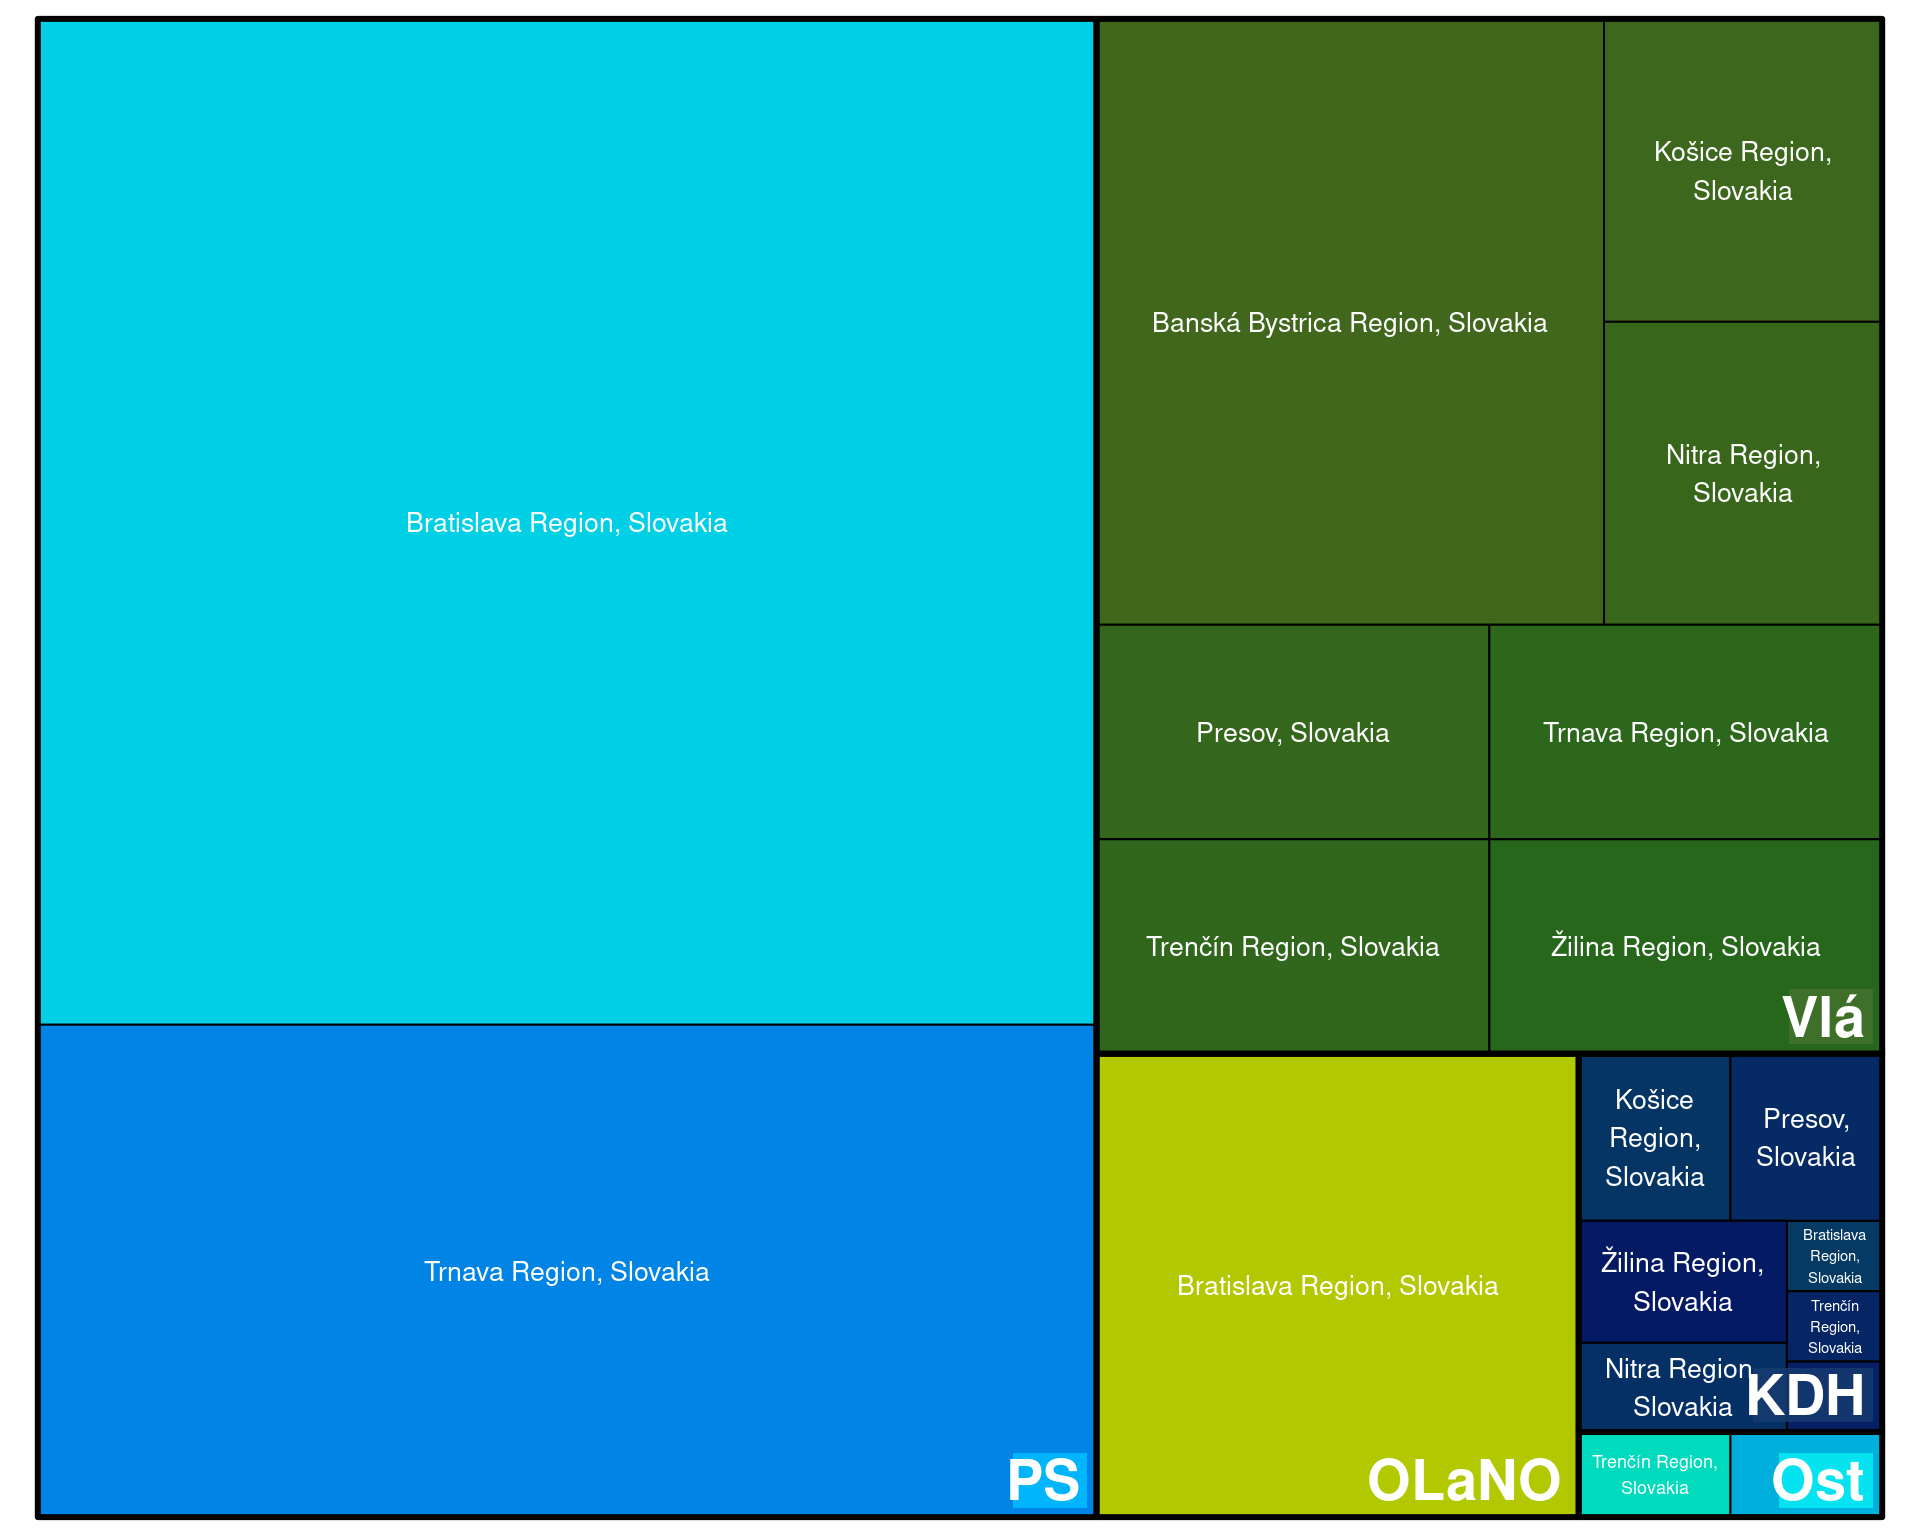 Bratislava Region, Slovakia
Trnava Region, Slovakia
PS
Banská Bystrica Region, Slovakia
Košice Region,
Slovakia
Nitra Region,
Slovakia
Presov, Slovakia
Trnava Region, Slovakia
Trenčín Region, Slovakia
Žilina Region, Slovakia
Vlá
Bratislava Region, Slovakia
OLaNO
Košice
Region,
Slovakia
Presov,
Slovakia
Žilina Region,
Slovakia
Bratislava
Region,
Slovakia
Trenčín
Region,
Slovakia
Nitra Region
Slovakia
KDH
Trenčín Region,
Slovakia
Ost